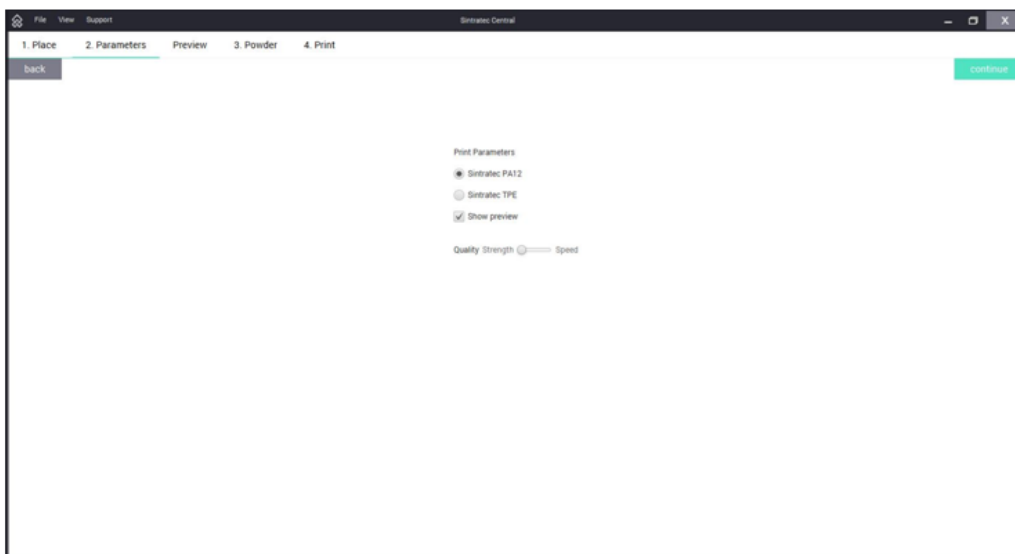 File View Support Sintratec Central X
1. Place 2. Parameters Preview 3. Powder 4. Print
back continue
Print Parameters
Sintratec PA12
Sintratec TPE
Show preview
Quality Strength Speed